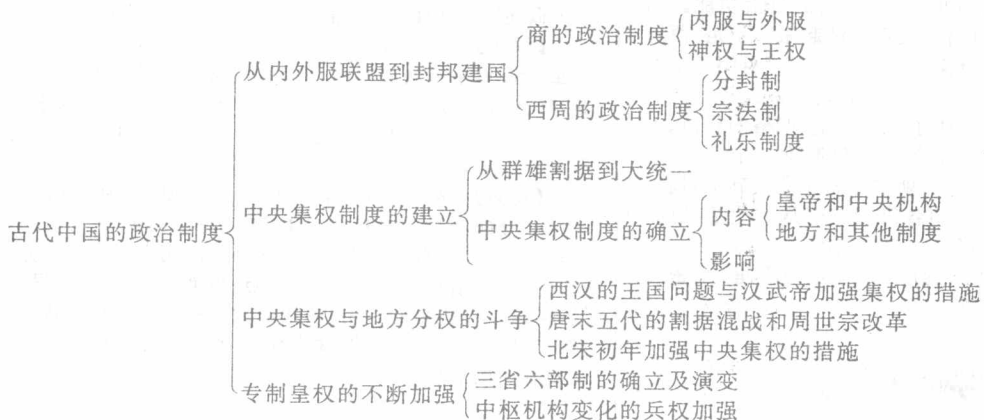 古代中国的政治制度
从内外服联盟到封邦建国
商的政治制度
内服与外服
神权与王权
西周的政治制度
分封制
宗法制
礼乐制度
中央集权制度的建立
从群雄割据到大统一
中央集权制度的确立
内容
皇帝和中央机构
地方和其他制度
影响
中央集权与地方分权的斗争
西汉的王国问题与汉武帝加强集权的措施
唐末五代的割据混战和周世宗改革
北宋初年加强中央集权的措施
专制皇权的不断加强
三省六部制的确立及演变
中枢机构变化的兵权加强